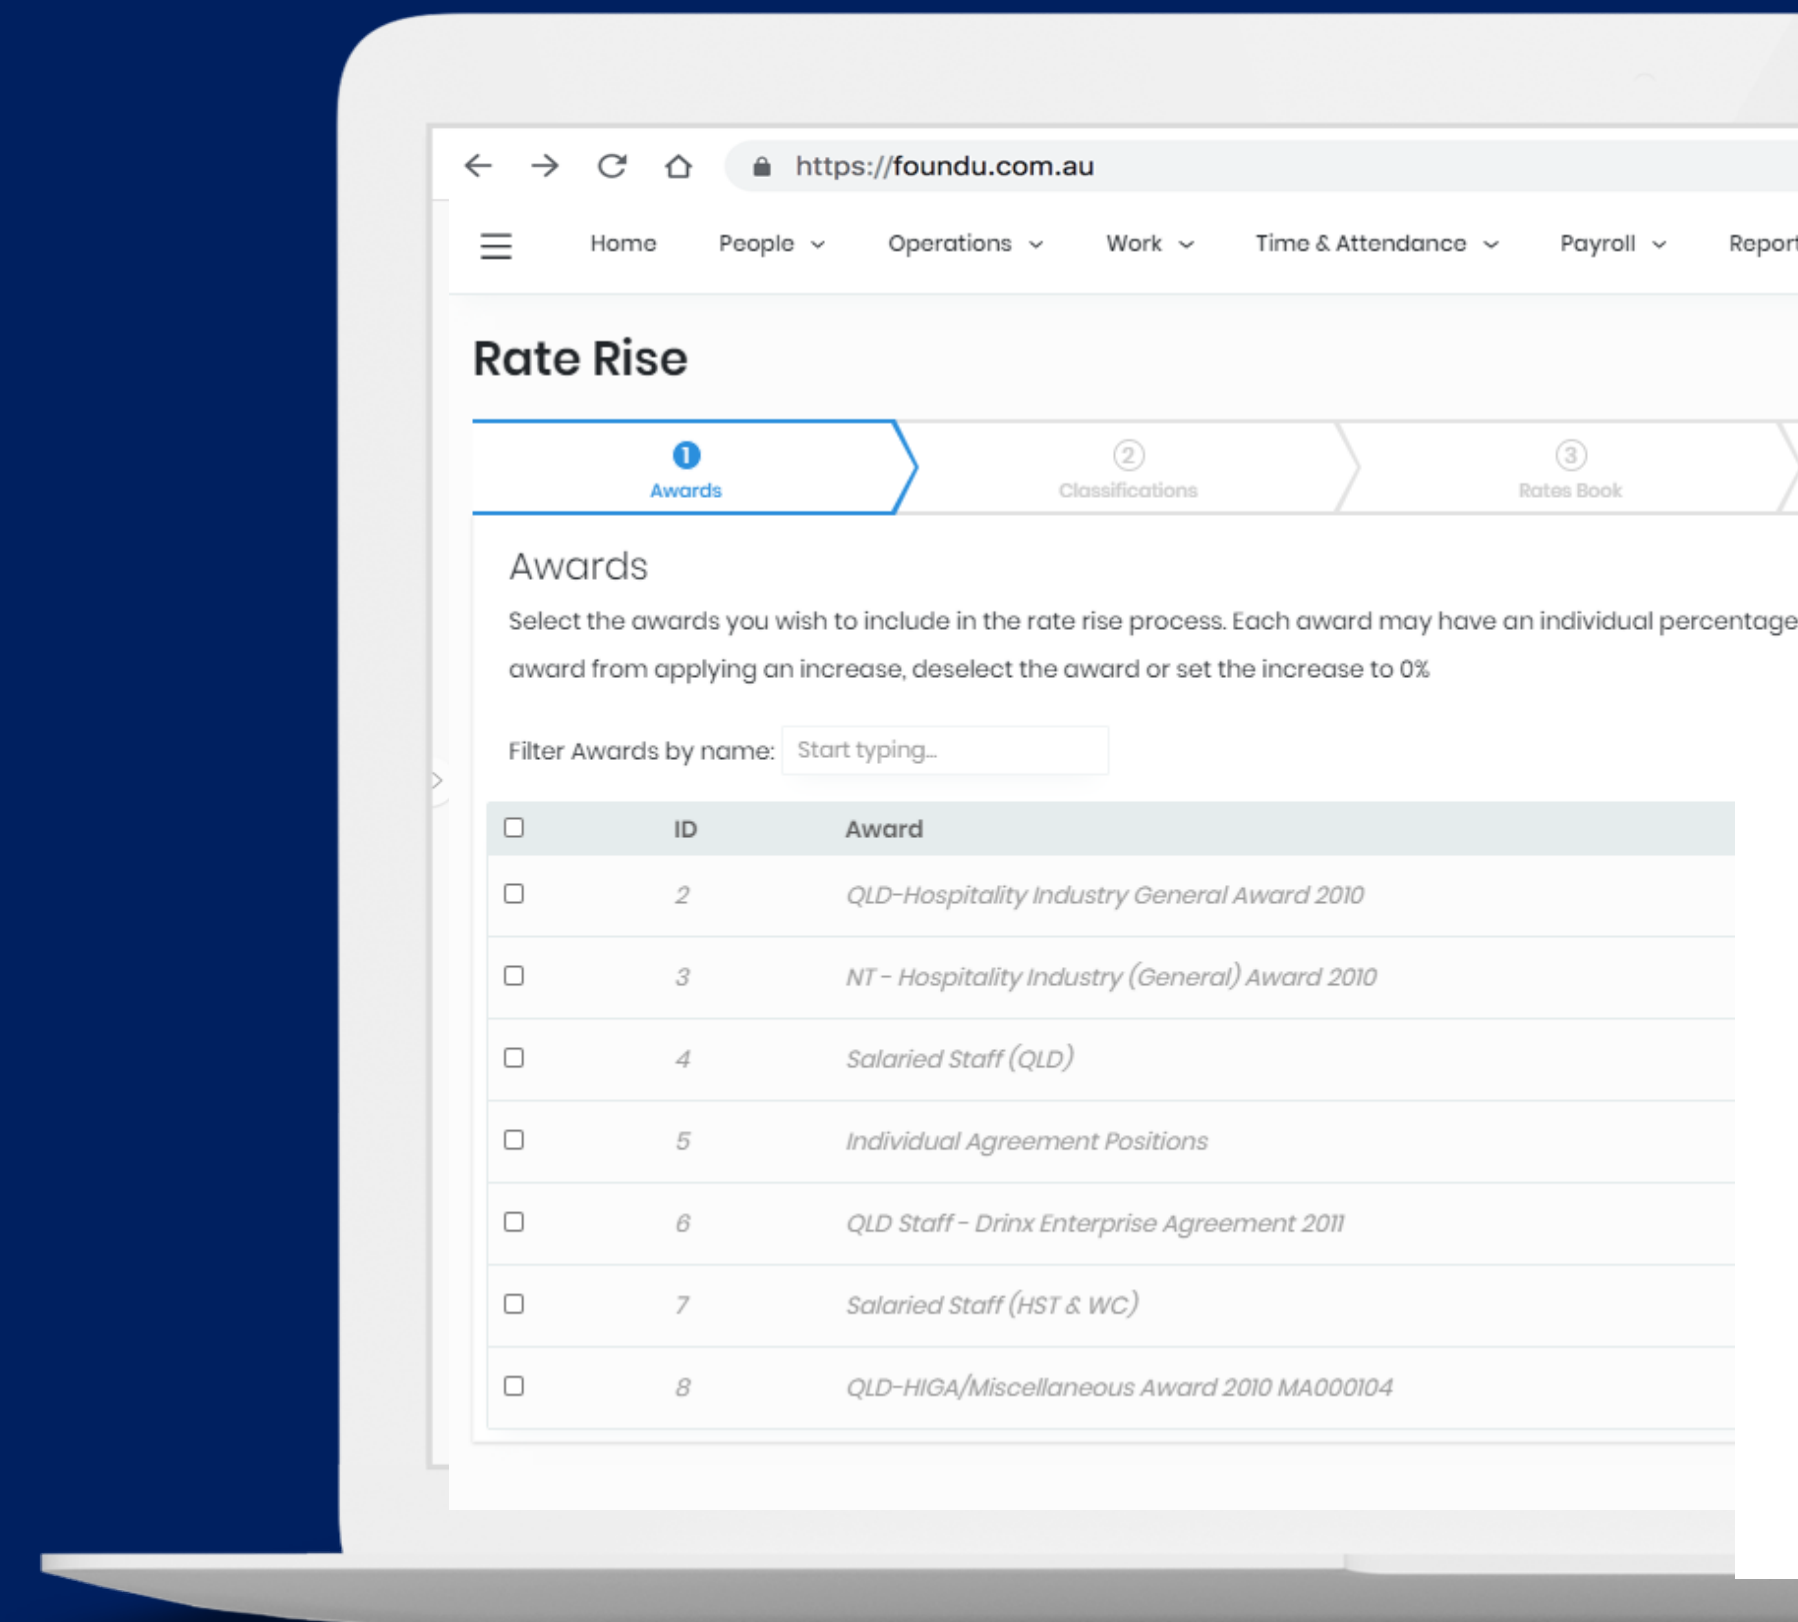 https://foundu.com.au
Home People Operations Work Time & Attendance Payroll Report
Rate Rise
1 2 3
Awards Classifications Rates Book
Awards
Select the awards you wish to include in the rate rise process. Each award may have an individual percentage
award from applying an increase, deselect the award or set the increase to 0%
Filter Awards by name: Start typing...
ID Award
2 QLD-Hospitality Industry General Award 2010
3 NT - Hospitality Industry (General) Award 2010
4 Salaried Staff (QLD)
5 Individual Agreement Positions
6 QLD Staff - Drinx Enterprise Agreement 2011
7 Salaried Staff (HST & WC)
8 QLD-HIGA/Miscellaneous Award 2010 MA000104